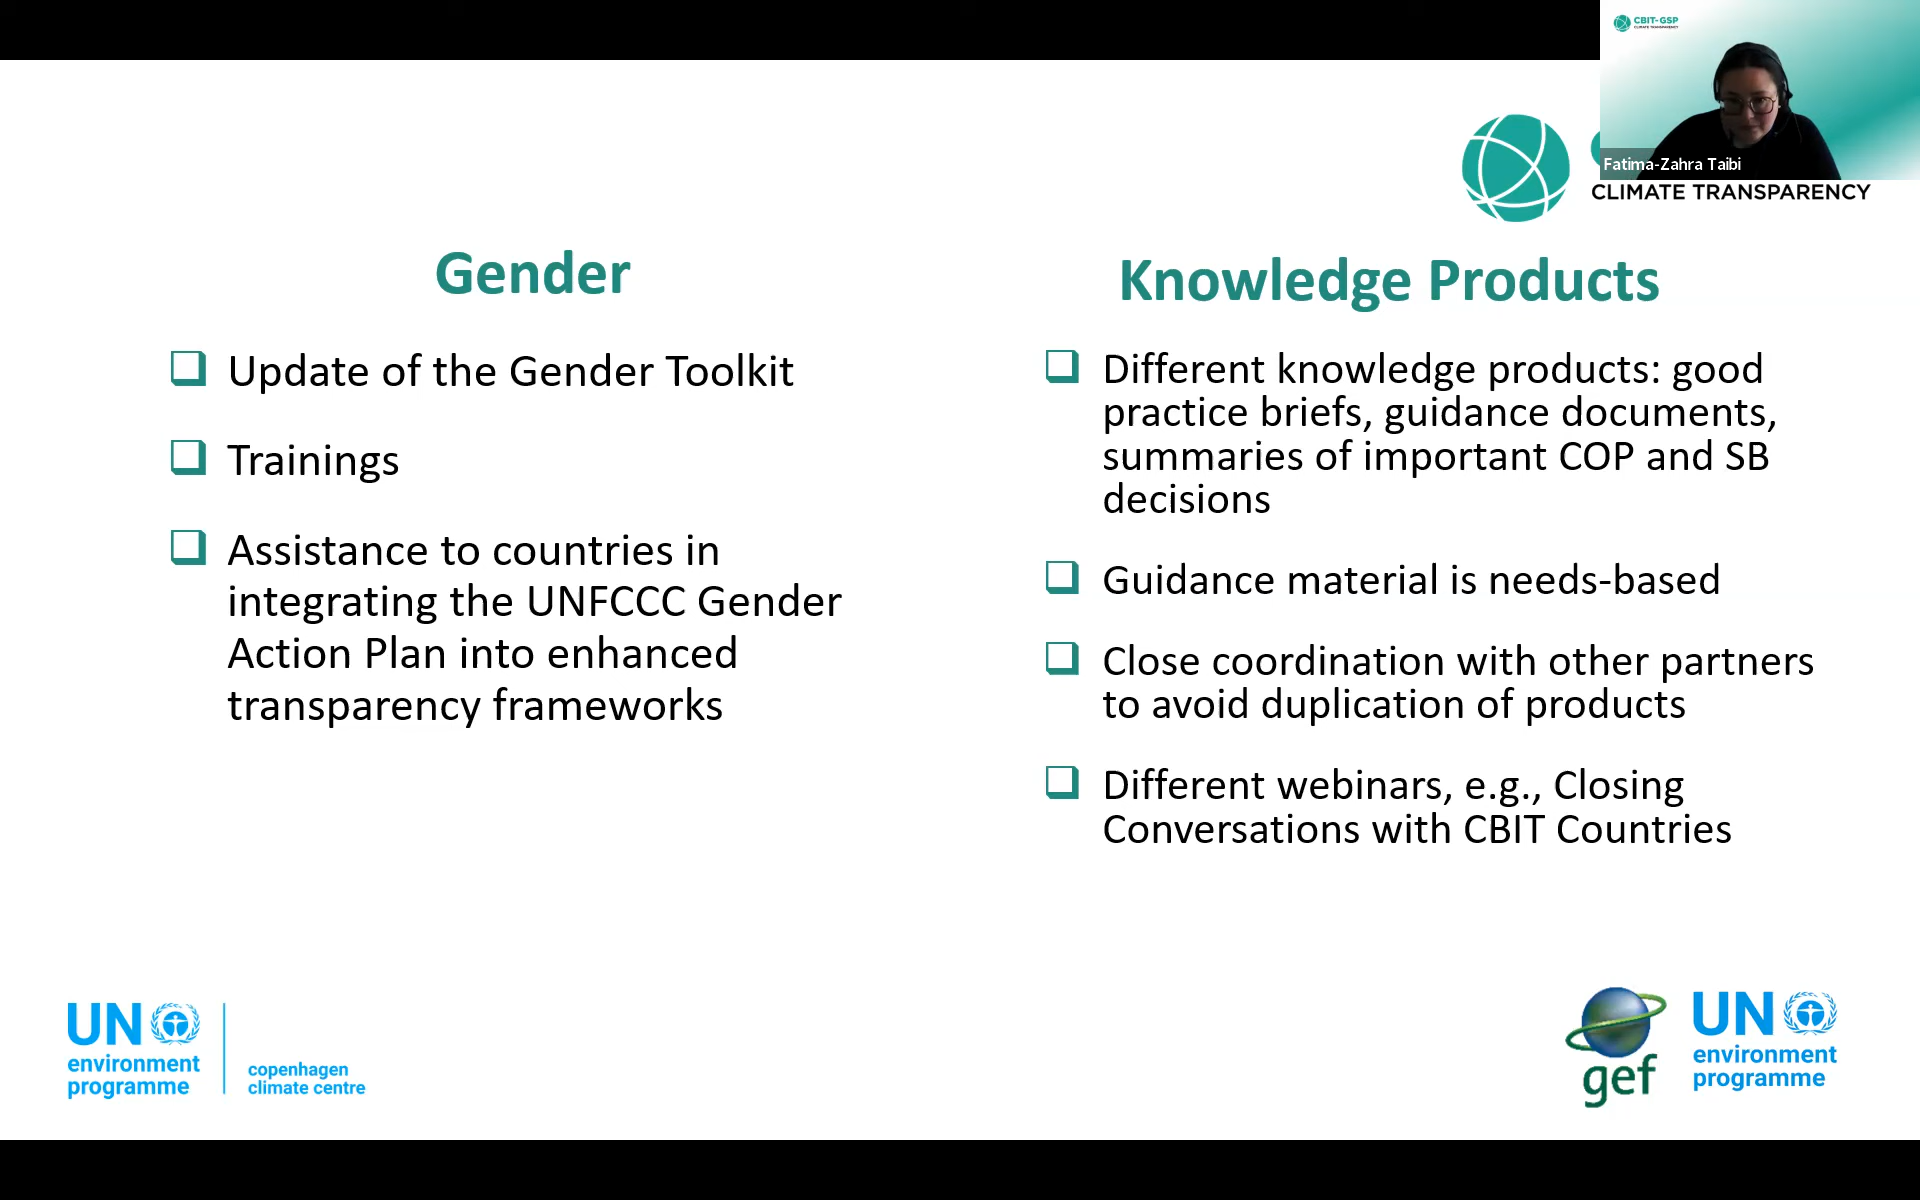 CBIT-GSP
CLIMATE TRANSPARENCY
Fatima-Zahra Taibi
CLIMATE TRANSPARENCY
Gender
Update of the Gender Toolkit
Trainings
Assistance to countries in
integrating the UNFCCC Gender
Action Plan into enhanced
transparency frameworks
Knowledge Products
Different knowledge products: good
practice briefs, guidance documents,
summaries of important COP and SB
decisions
Guidance material is needs-based
Close coordination with other partners
to avoid duplication of products
Different webinars, e.g., Closing
Conversations with CBIT Countries
UN
environment
programme
copenhagen
climate centre
gef
UN
environment
programme